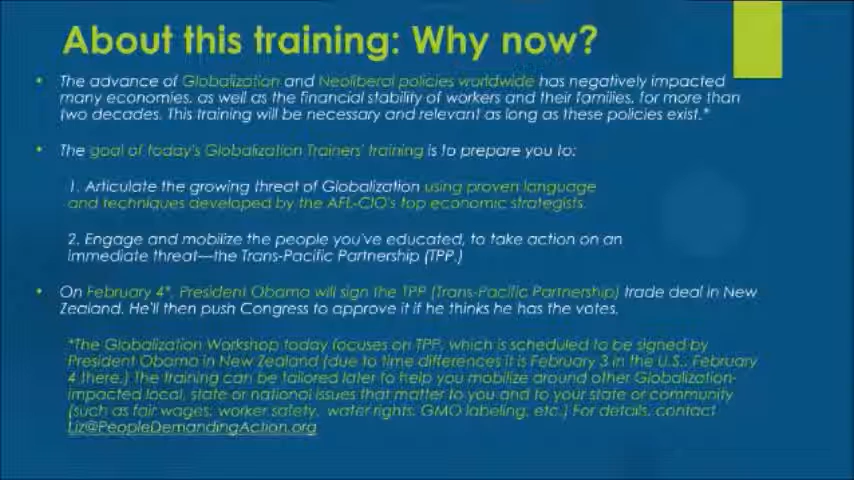 About this training: Why now?
• The advance of Globalization and Neoliberal policies worldwide has negatively impacted
many economies, as well as the financial stability of workers and their families, for more than
two decades. This training will be necessary and relevant as long as these policies exist.*
• The goal of today's Globalization Trainers' training is to prepare you to:
1. Articulate the growing threat of Globalization using proven language
and techniques developed by the AFL-CIO's top economic strategists.
2. Engage and mobilize the people you've educated, to take action on an
immediate threat—the Trans-Pacific Partnership (TPP.)
• On February 4*, President Obama will sign the TPP (Trans-Pacific Partnership) trade deal in New
Zealand. He'll then push Congress to approve it if he thinks he has the votes.
*The Globalization Workshop today focuses on TPP, which is scheduled to be signed by
President Obama in New Zealand (due to time differences it is February 3 in the U.S., February
4 there.) The training can be tailored later to help you mobilize around other Globalization-
impacted local, state or national issues that matter to you and to your state or community
(such as fair wages, worker safety, water rights, GMO labeling, etc.) For details, contact
Liz@PeopleDemandingAction.org